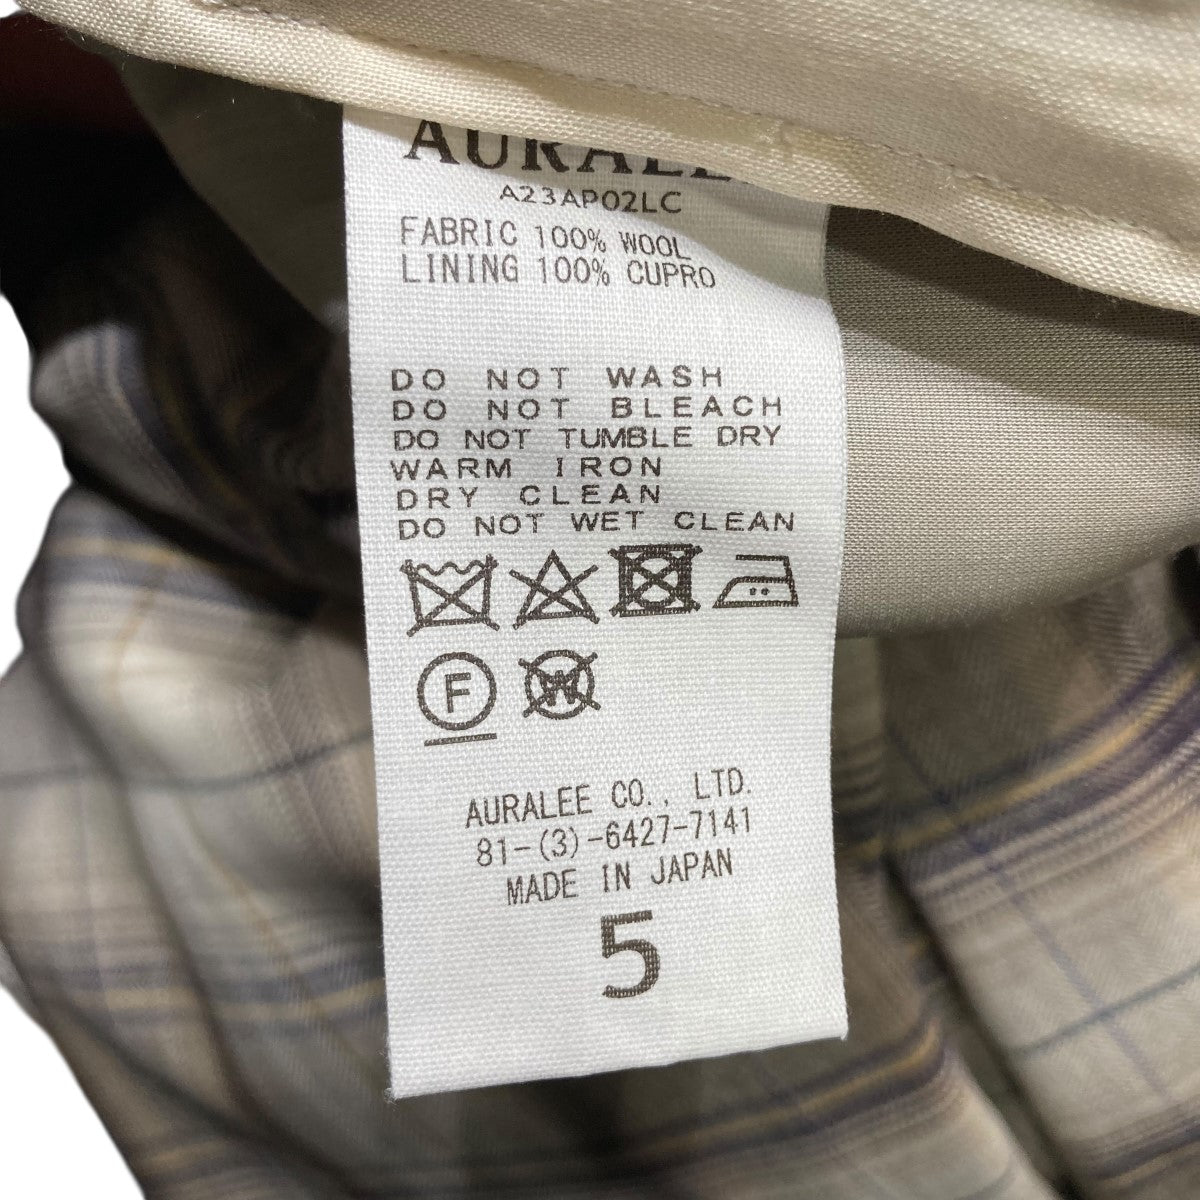 AURALEE
A23AP02LC
FABRIC 100% WOOL
LINING 100% CUPRO
DO NOT WASH
DO NOT BLEACH
DO NOT TUMBLE DRY
WARM IRON
DRY CLEAN
DO NOT WET CLEAN
F W
AURALEE CO., LTD.
81-(3)-6427-7141
MADE IN JAPAN
5